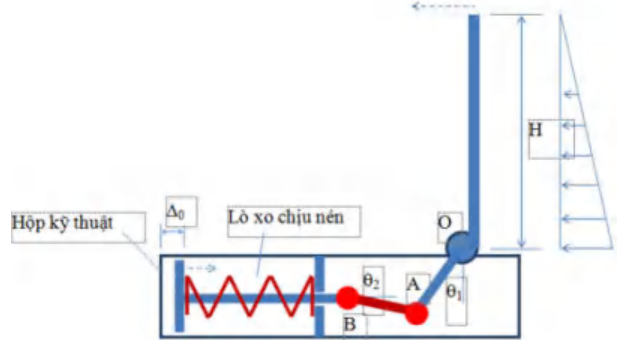 H
Δ₀
Hộp kỹ thuật
Lò xo chịu nén
O
θ₂
A
θ₁
B